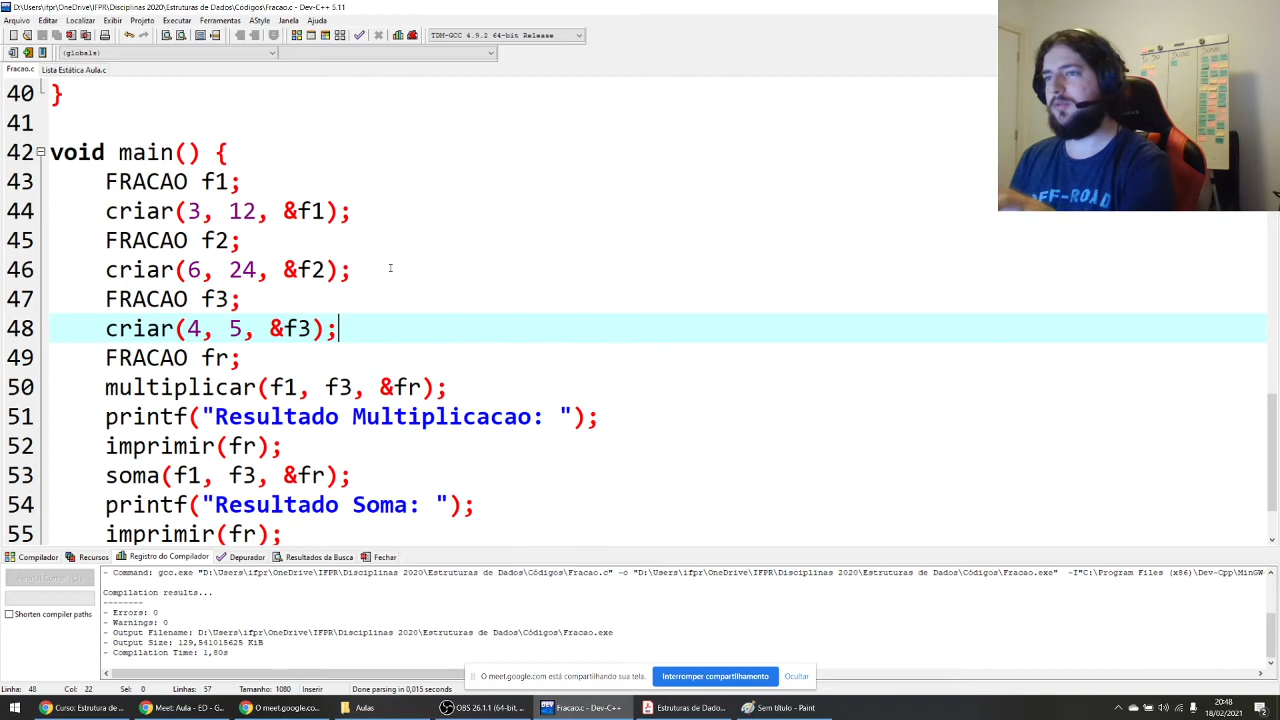 D:\Users\ifpr\OneDrive\IFPR\Disciplinas 2020\Estruturas de Dados\Códigos\Fracao.c - Dev-C++ 5.11
Arquivo Editar Localizar Exibir Projeto Executar Ferramentas AStyle Janela Ajuda
TDM-GCC 4.9.2 64-bit Release
(globals)
Fracao.c Lista Estática Aula.c
40 }
41
42 void main() {
43 FRACAO f1;
44 criar(3, 12, &f1);
45 FRACAO f2;
46 criar(6, 24, &f2);
47 FRACAO f3;
48 criar(4, 5, &f3);
49 FRACAO fr;
50 multiplicar(f1, f3, &fr);
51 printf("Resultado Multiplicacao: ");
52 imprimir(fr);
53 soma(f1, f3, &fr);
54 printf("Resultado Soma: ");
55 imprimir(fr);
OFF-ROAD
Compilador Recursos Registro do Compilador Depurador Resultados da Busca Fechar
Shorten compiler paths
- Command: gcc.exe "D:\Users\ifpr\OneDrive\IFPR\Disciplinas 2020\Estruturas de Dados\Códigos\Fracao.c" -o "D:\Users\ifpr\OneDrive\IFPR\Disciplinas 2020\Estruturas de Dados\Códigos\Fracao.exe" -I"C:\Program Files (x86)\Dev-Cpp\MinGW
Compilation results...
--------
- Errors: 0
- Warnings: 0
- Output Filename: D:\Users\ifpr\OneDrive\IFPR\Disciplinas 2020\Estruturas de Dados\Códigos\Fracao.exe
- Output Size: 129,541015625 KiB
- Compilation Time: 1,80s
O meet.google.com está compartilhando sua tela. Interromper compartilhamento Ocultar
Linha: 48 Col: 22 Sel: 0 Linhas: 57 Tamanho: 1080 Inserir Done parsing in 0,015 seconds
Curso: Estrutura de... Meet: Aula - ED - G... O meet.google.co... Aulas OBS 26.1.1 (64-bit... Fracao.c - Dev-C++ Estruturas de Dado... Sem título - Paint
20:48
18/02/2021